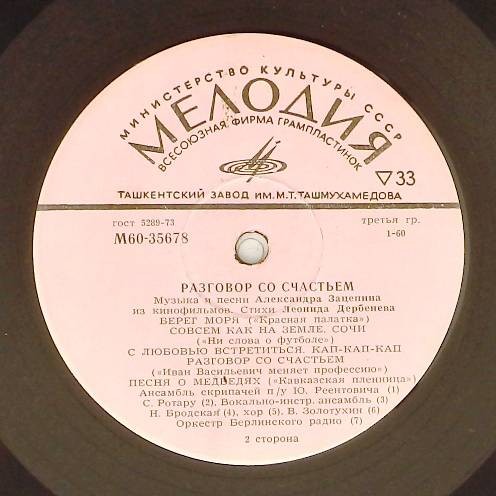 МИНИСТЕРСТВО КУЛЬТУРЫ СССР
МЕЛОДИЯ
ВСЕСОЮЗНАЯ ФИРМА ГРАМПЛАСТИНОК
▽33
ТАШКЕНТСКИЙ ЗАВОД ИМ. М.Т. ТАШМУХАМЕДОВА
гост 5289-73
третья гр.
М60-35678
1-60
РАЗГОВОР СО СЧАСТЬЕМ
Музыка и песни Александра Зацепина
из кинофильмов. Стихи Леонида Дербенева
БЕРЕГ МОРЯ («Красная палатка»)
СОВСЕМ КАК НА ЗЕМЛЕ. СОЧИ
(«Ни слова о футболе»)
С ЛЮБОВЬЮ ВСТРЕТИТЬСЯ. КАП-КАП-КАП
РАЗГОВОР СО СЧАСТЬЕМ
(«Иван Васильевич меняет профессию»)
ПЕСНЯ О МЕДВЕДЯХ («Кавказская пленница»)
Ансамбль скрипачей п/у Ю. Реентовича (1)
С. Ротару (2), Вокально-инстр. ансамбль (3)
Н. Бродская (4), хор (5), В. Золотухин (6)
Оркестр Берлинского радио (7)
2 сторона